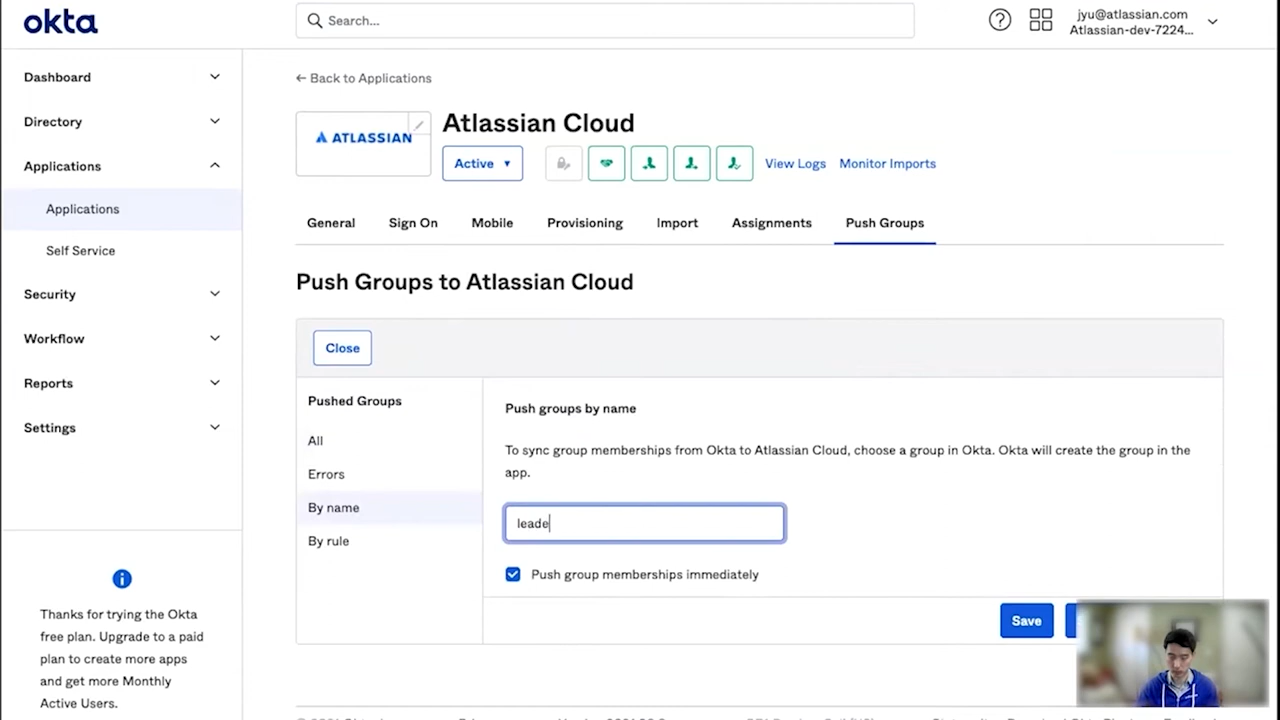 okta
Search...
jyu@atlassian.com
Atlassian-dev-7224...
Dashboard
Directory
Applications
Applications
Self Service
Security
Workflow
Reports
Settings
Thanks for trying the Okta
free plan. Upgrade to a paid
plan to create more apps
and get more Monthly
Active Users.
← Back to Applications
ATLASSIAN
Atlassian Cloud
Active
View Logs
Monitor Imports
General
Sign On
Mobile
Provisioning
Import
Assignments
Push Groups
Push Groups to Atlassian Cloud
Close
Pushed Groups
All
Errors
By name
By rule
Push groups by name
To sync group memberships from Okta to Atlassian Cloud, choose a group in Okta. Okta will create the group in the
app.
leade
Push group memberships immediately
Save